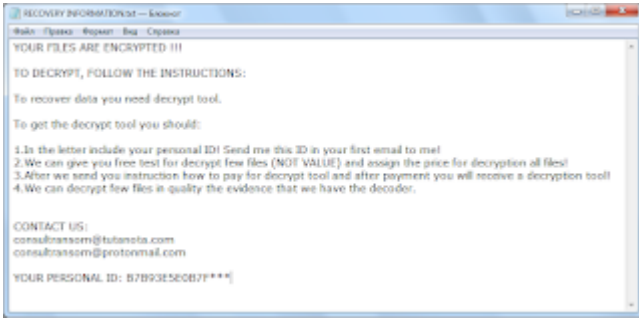 RECOVERY INFORMATION.txt — Блокнот
Файл Правка Формат Вид Справка
YOUR FILES ARE ENCRYPTED !!!
TO DECRYPT, FOLLOW THE INSTRUCTIONS:
To recover data you need decrypt tool.
To get the decrypt tool you should:
1.In the letter include your personal ID! Send me this ID in your first email to me!
2.We can give you free test for decrypt few files (NOT VALUE) and assign the price for decryption all files!
3.After we send you instruction how to pay for decrypt tool and after payment you will receive a decryption tool!
4.We can decrypt few files in quality the evidence that we have the decoder.
CONTACT US:
consultransom@tutanota.com
consultransom@protonmail.com
YOUR PERSONAL ID: B7B93E5E0B7F***